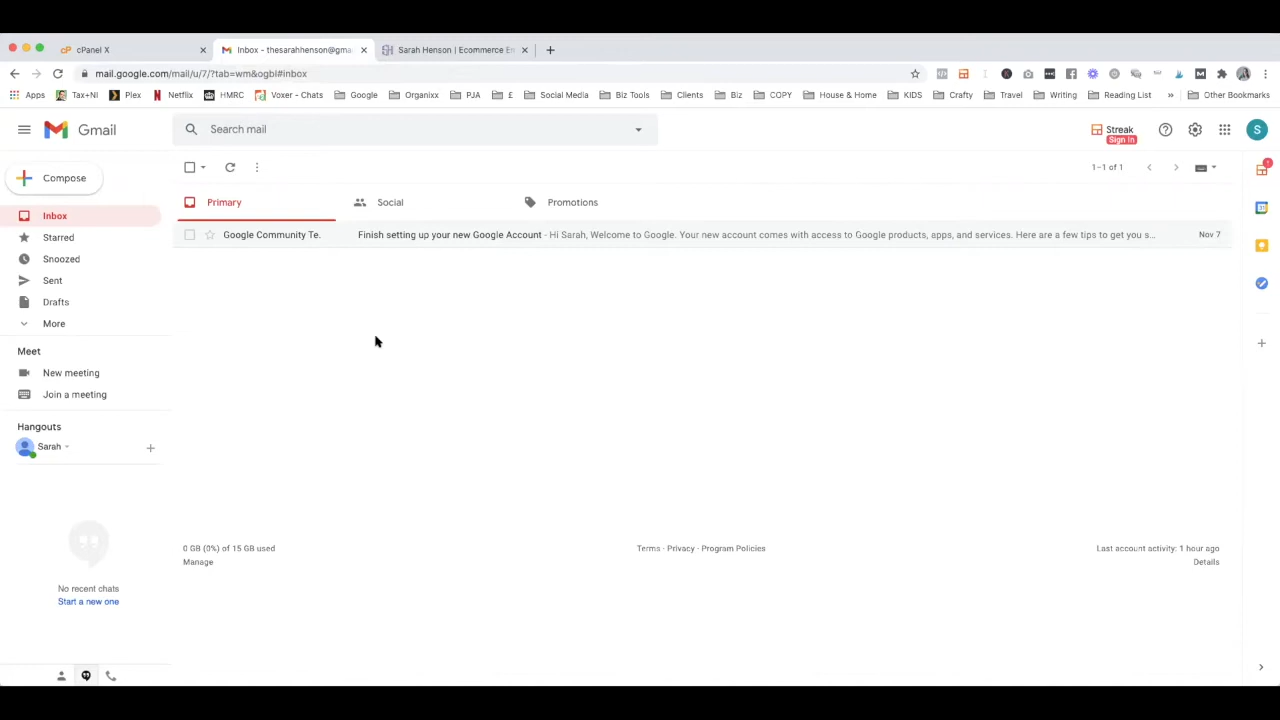 cPanel X
Inbox - thesarahhenson@gma
Sarah Henson | Ecommerce En
mail.google.com/mail/u/7/?tab=wm&ogbl#inbox
Apps
Tax+NI
Plex
Netflix
HMRC
Voxer - Chats
Google
Organixx
PJA
£
Social Media
Biz Tools
Clients
Biz
COPY
House & Home
KIDS
Crafty
Travel
Writing
Reading List
»
Other Bookmarks
Gmail
Search mail
Streak
Sign In
S
Compose
1–1 of 1
Inbox
Primary
Social
Promotions
Starred
Google Community Te.
Finish setting up your new Google Account - Hi Sarah, Welcome to Google. Your new account comes with access to Google products, apps, and services. Here are a few tips to get you s...
Nov 7
Snoozed
Sent
Drafts
More
Meet
New meeting
Join a meeting
Hangouts
Sarah
No recent chats
Start a new one
0 GB (0%) of 15 GB used
Manage
Terms · Privacy · Program Policies
Last account activity: 1 hour ago
Details